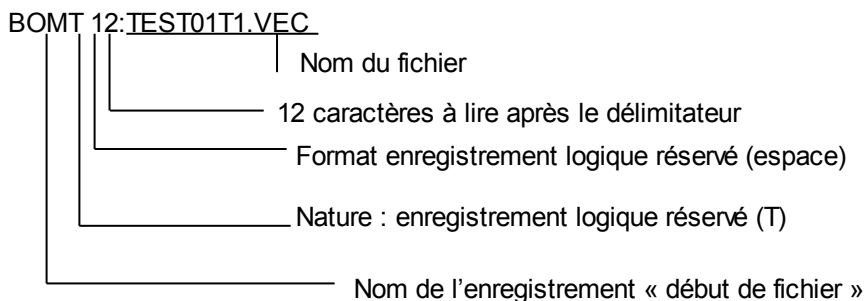 BOMT 12:TEST01T1.VEC
Nom du fichier
12 caractères à lire après le délimitateur
Format enregistrement logique réservé (espace)
Nature : enregistrement logique réservé (T)
Nom de l’enregistrement « début de fichier »